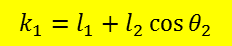 k₁ = l₁ + l₂ cos θ₂